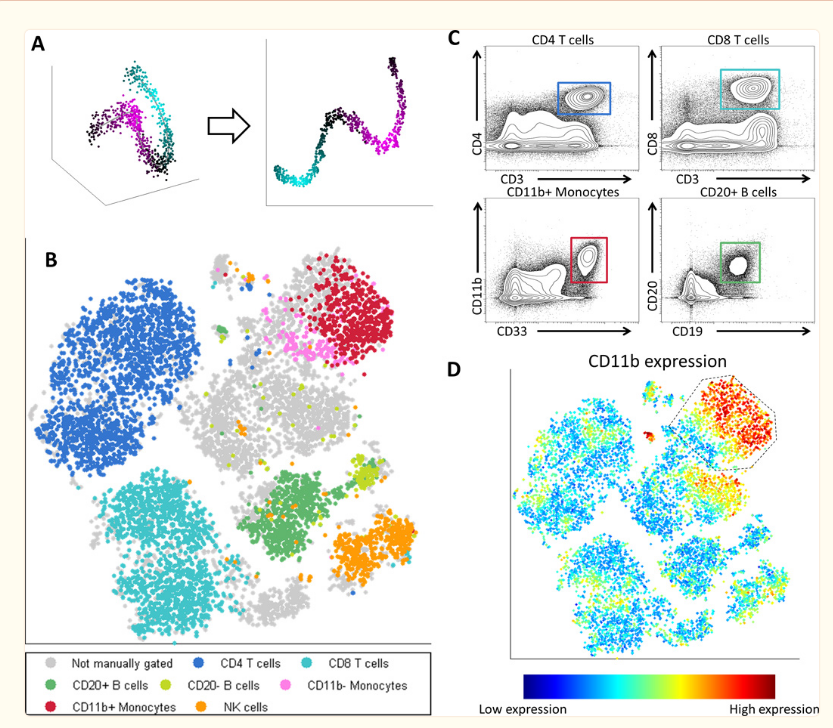 A
C
CD4 T cells
CD8 T cells
CD4
CD3
CD8
CD3
CD11b+ Monocytes
CD20+ B cells
CD11b
CD33
CD20
CD19
B
D
CD11b expression
Low expression
High expression
Not manually gated
CD4 T cells
CD8 T cells
CD20+ B cells
CD20- B cells
CD11b- Monocytes
CD11b+ Monocytes
NK cells